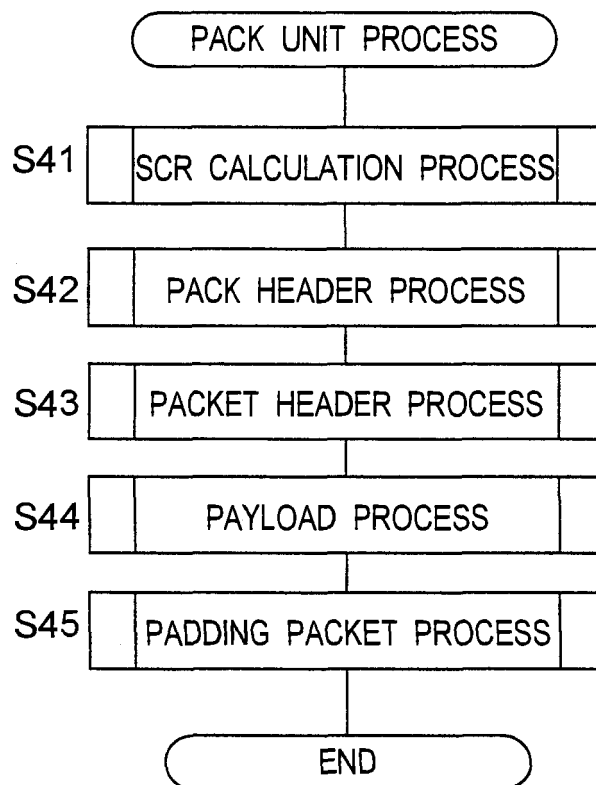 PACK UNIT PROCESS
S41 SCR CALCULATION PROCESS
S42 PACK HEADER PROCESS
S43 PACKET HEADER PROCESS
S44 PAYLOAD PROCESS
S45 PADDING PACKET PROCESS
END